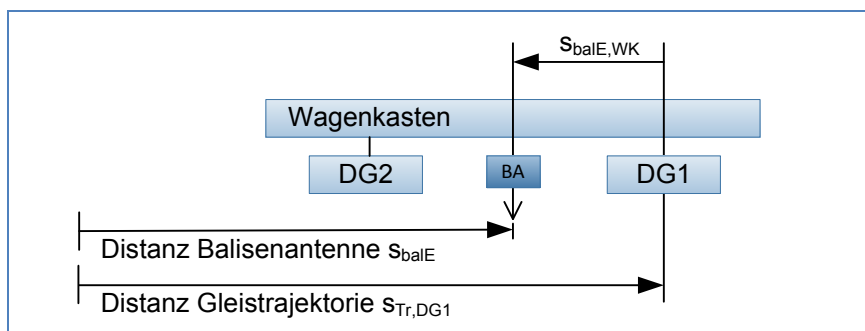 s_balE,WK
Wagenkasten
DG2 BA DG1
Distanz Balisenantenne s_balE
Distanz Gleistrajektorie s_Tr,DG1